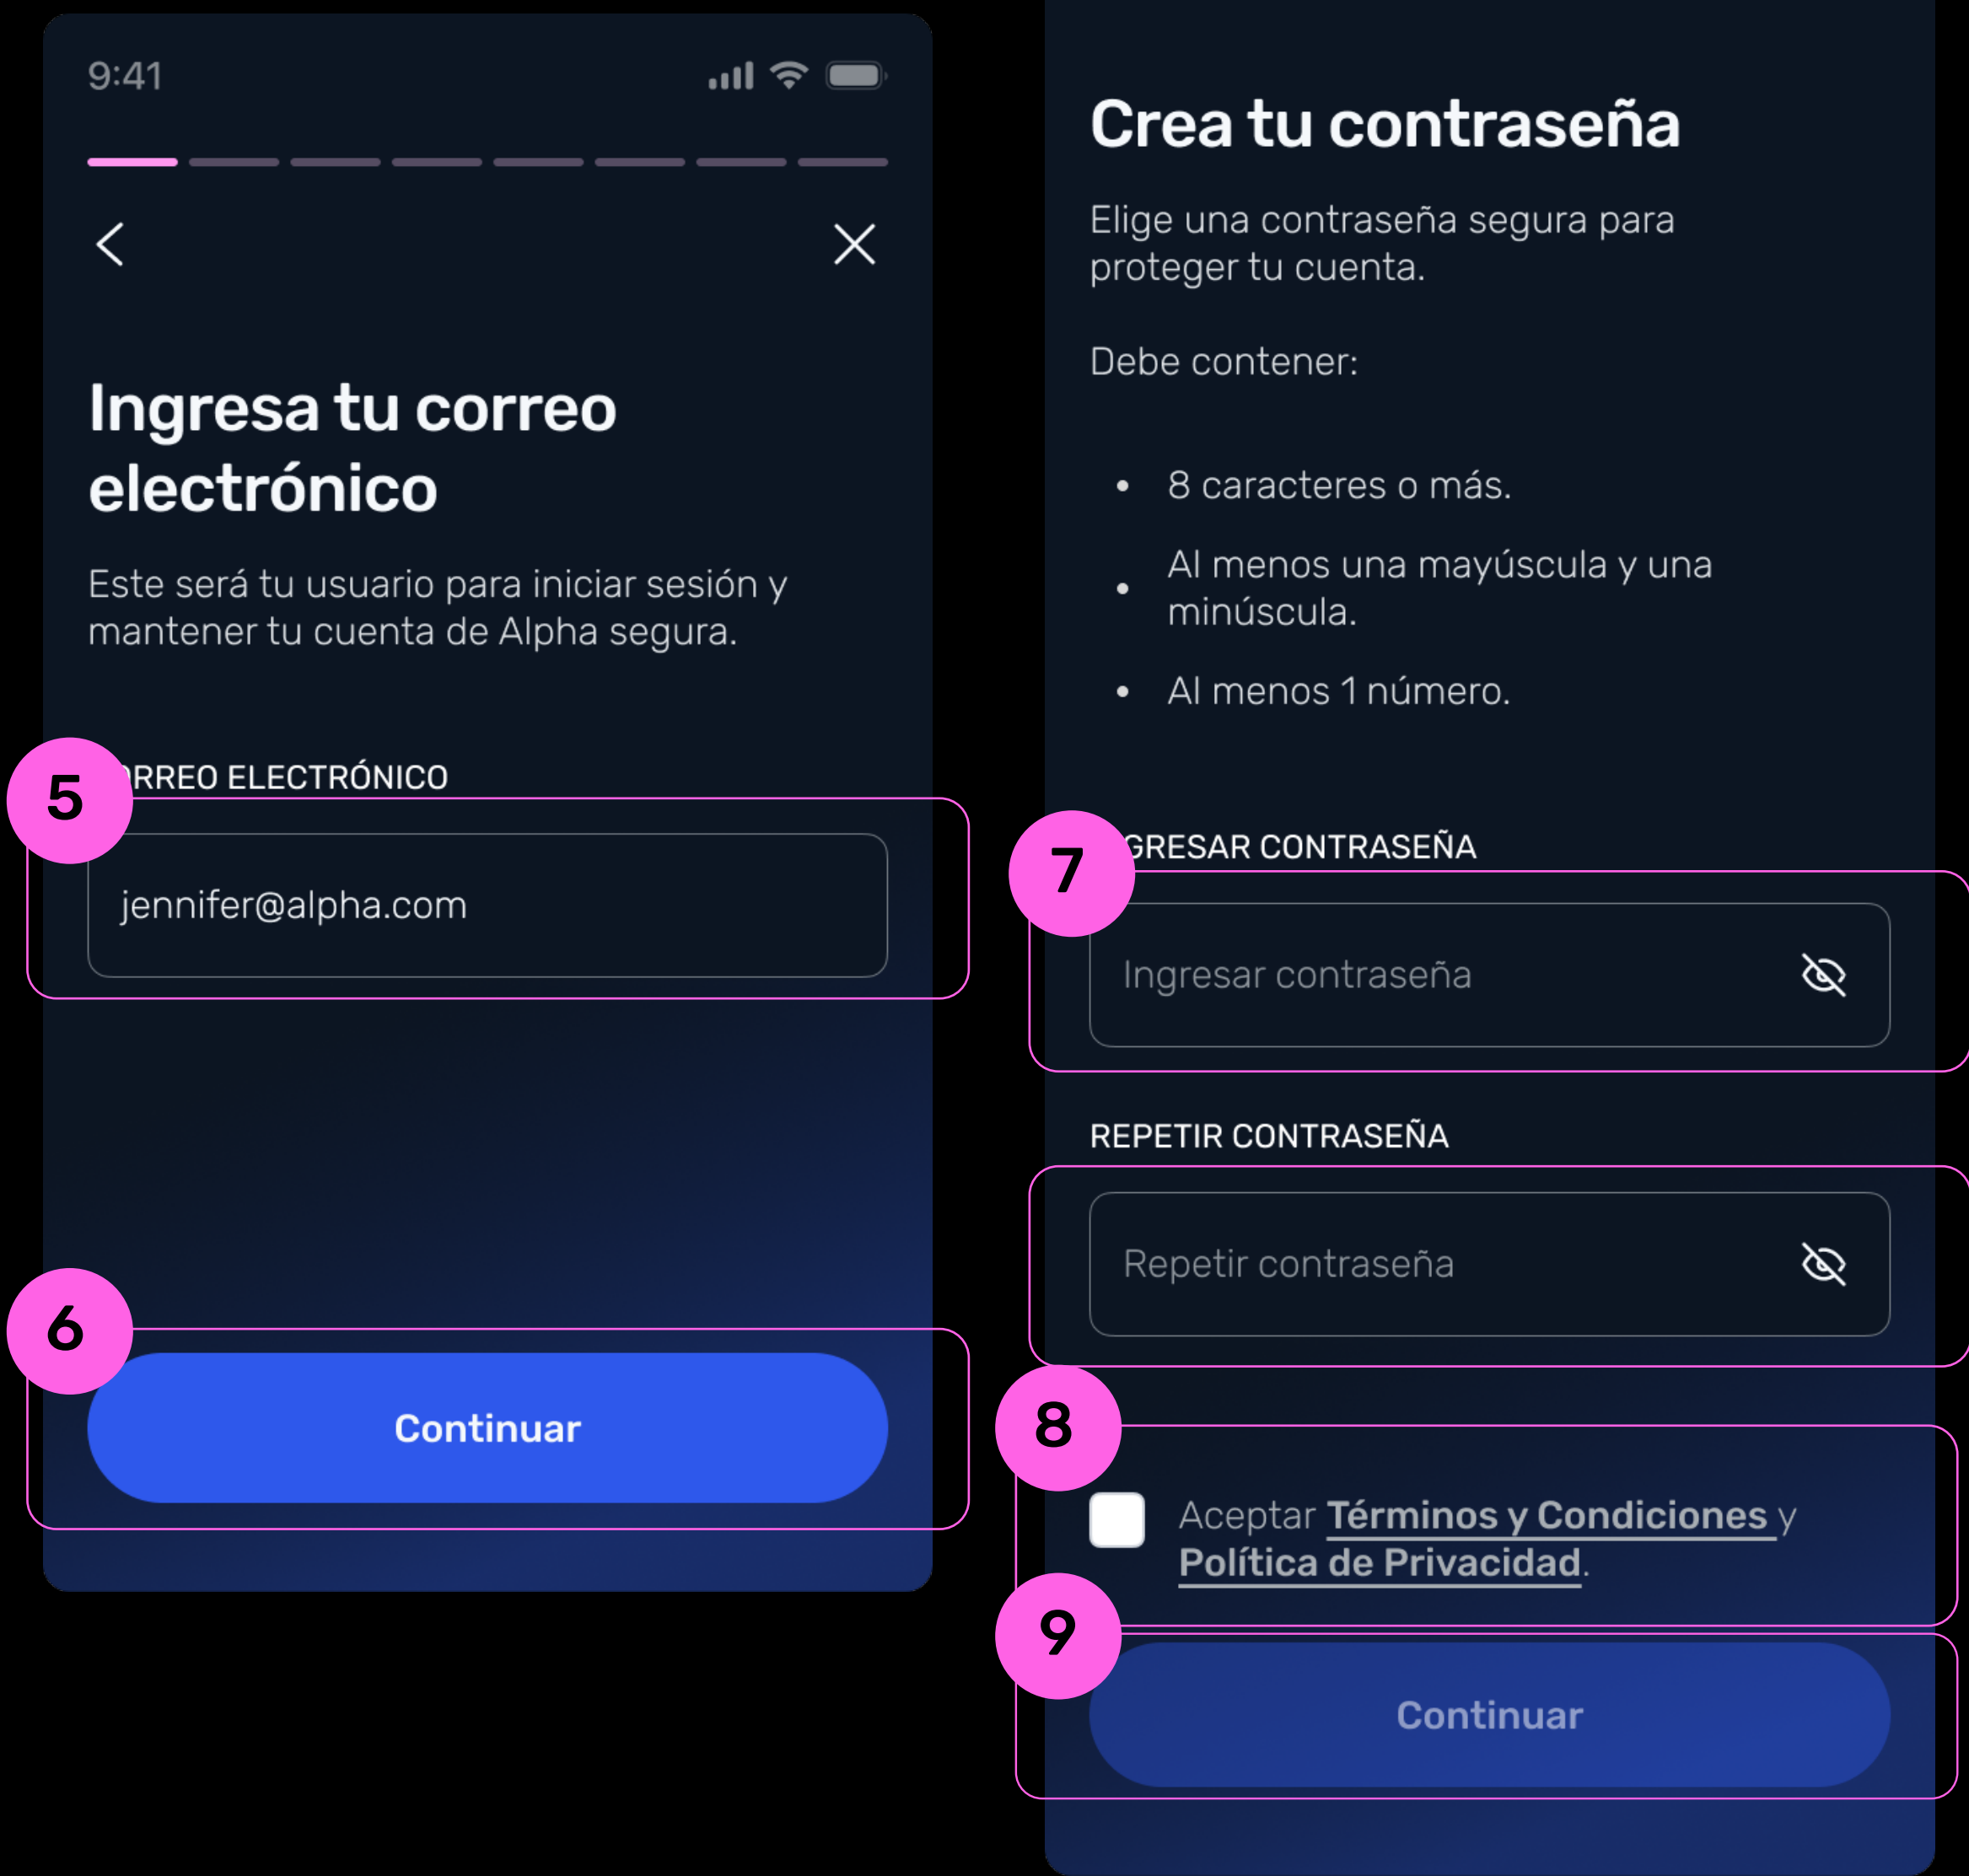 9:41
Ingresa tu correo
electrónico
Este será tu usuario para iniciar sesión y
mantener tu cuenta de Alpha segura.
5
ORREO ELECTRÓNICO
jennifer@alpha.com
6
Continuar
Crea tu contraseña
Elige una contraseña segura para
proteger tu cuenta.
Debe contener:
• 8 caracteres o más.
• Al menos una mayúscula y una
minúscula.
• Al menos 1 número.
7
GRESAR CONTRASEÑA
Ingresar contraseña
REPETIR CONTRASEÑA
Repetir contraseña
8
Aceptar Términos y Condiciones y
Política de Privacidad.
9
Continuar